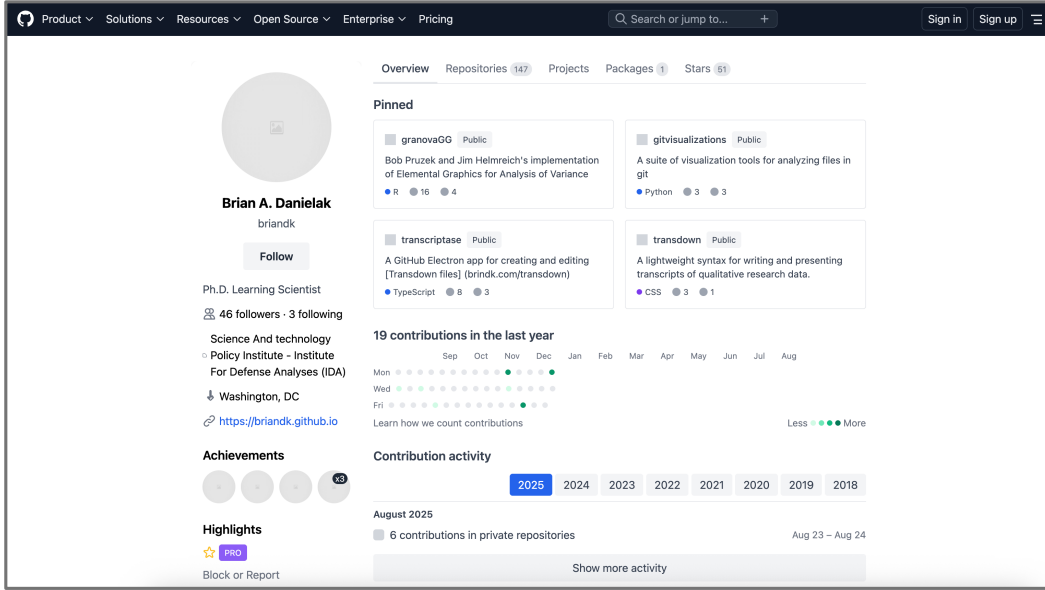 Product Solutions Resources Open Source Enterprise Pricing Search or jump to... + Sign in Sign up
Brian A. Danielak
briandk
Follow
Ph.D. Learning Scientist
46 followers · 3 following
Science And technology
Policy Institute - Institute
For Defense Analyses (IDA)
Washington, DC
https://briandk.github.io
Achievements
x3
Highlights
PRO
Block or Report
Overview Repositories 147 Projects Packages 1 Stars 51
Pinned
granovaGG Public
Bob Pruzek and Jim Helmreich's implementation
of Elemental Graphics for Analysis of Variance
R 16 4
gitvisualizations Public
A suite of visualization tools for analyzing files in
git
Python 3 3
transcriptase Public
A GitHub Electron app for creating and editing
[Transdown files] (brindk.com/transdown)
TypeScript 8 3
transdown Public
A lightweight syntax for writing and presenting
transcripts of qualitative research data.
CSS 3 1
19 contributions in the last year
Sep Oct Nov Dec Jan Feb Mar Apr May Jun Jul Aug
Mon
Wed
Fri
Learn how we count contributions Less More
Contribution activity
2025 2024 2023 2022 2021 2020 2019 2018
August 2025
6 contributions in private repositories Aug 23 – Aug 24
Show more activity